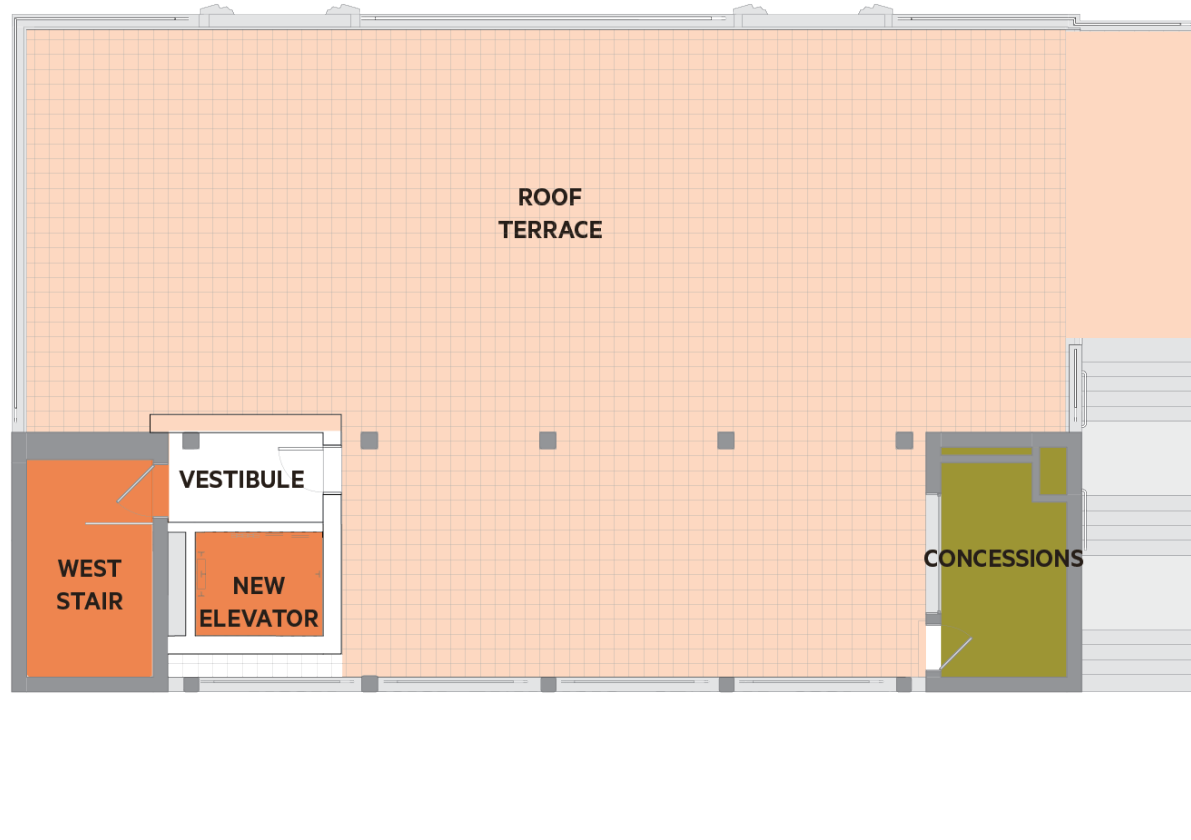 ROOF
TERRACE
VESTIBULE
WEST
STAIR
NEW
ELEVATOR
CONCESSIONS